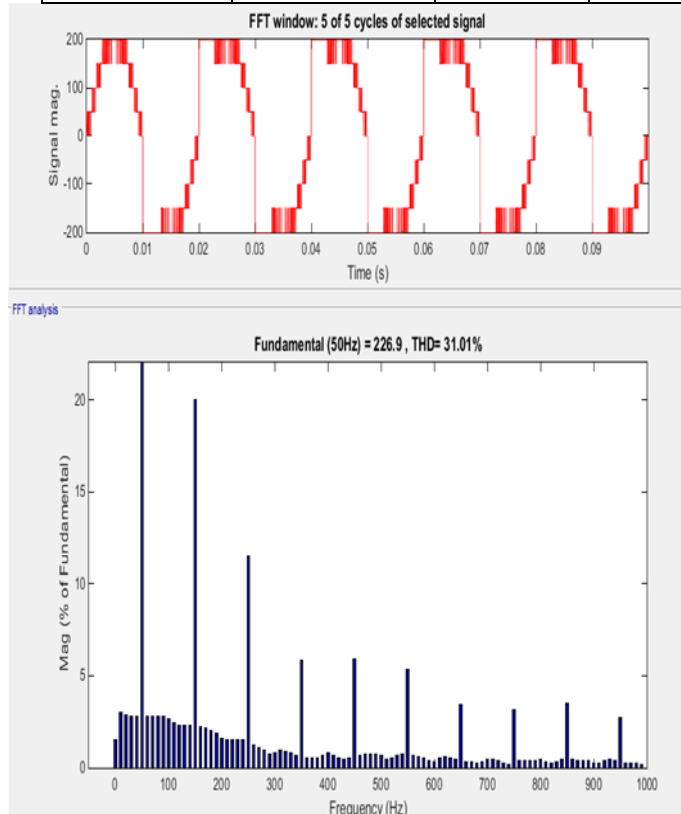 FFT window: 5 of 5 cycles of selected signal
200
100
0
-100
-200
Signal mag.
0 0.01 0.02 0.03 0.04 0.05 0.06 0.07 0.08 0.09
Time (s)
FFT analysis
Fundamental (50Hz) = 226.9 , THD= 31.01%
20
15
10
5
0
Mag (% of Fundamental)
0 100 200 300 400 500 600 700 800 900 1000
Frequency (Hz)